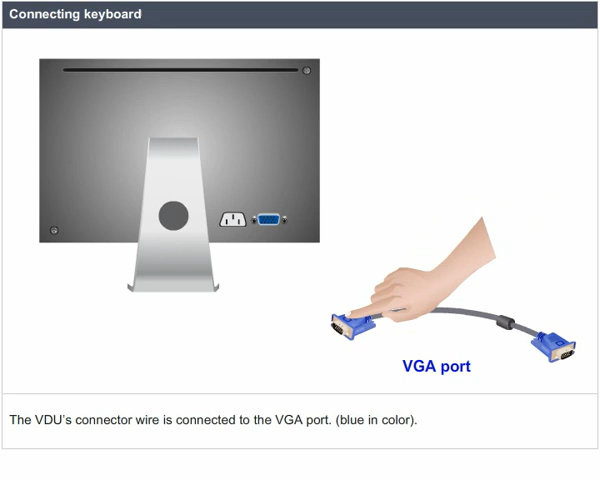 Connecting keyboard
VGA port
The VDU's connector wire is connected to the VGA port. (blue in color).